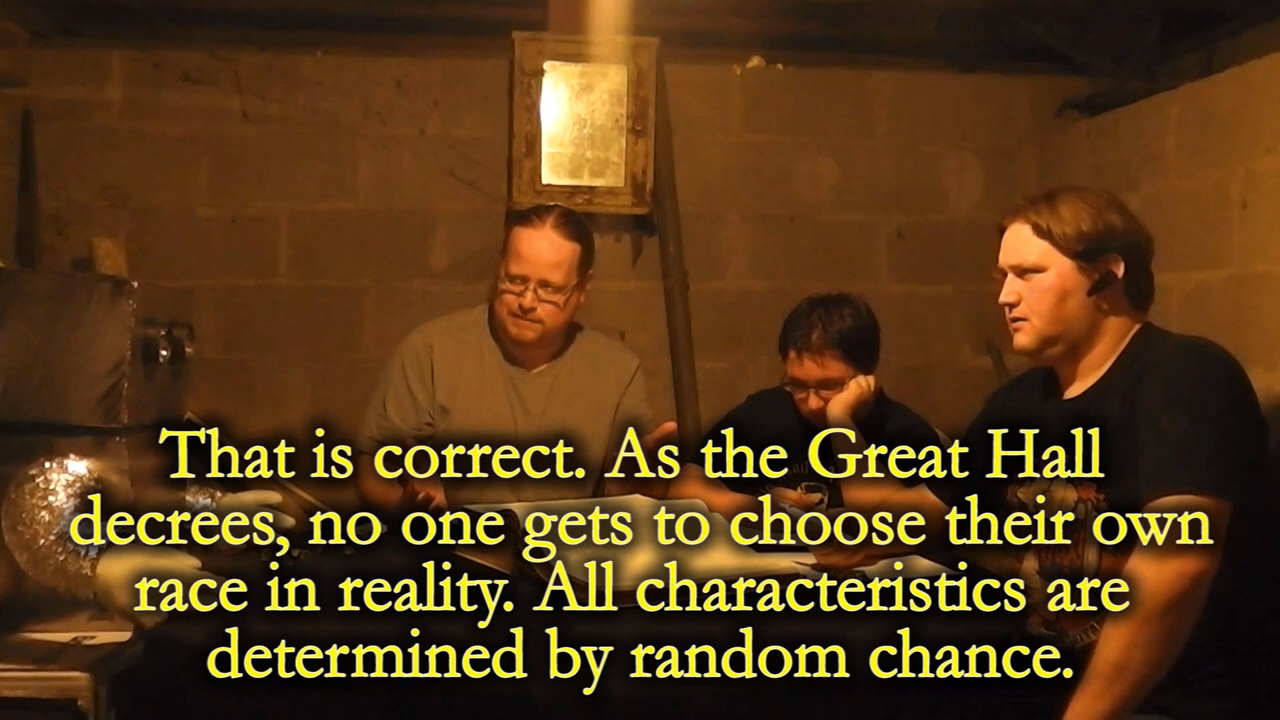 That is correct. As the Great Hall
decrees, no one gets to choose their own
race in reality. All characteristics are
determined by random chance.